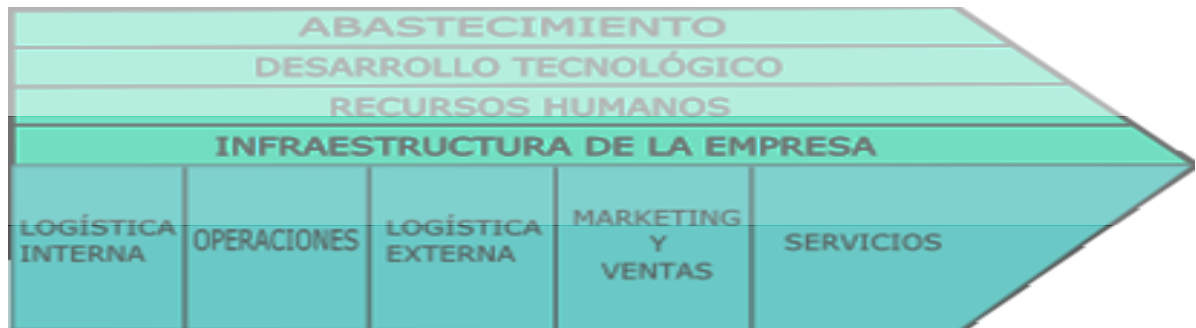 ABASTECIMIENTO
DESARROLLO TECNOLÓGICO
RECURSOS HUMANOS
INFRAESTRUCTURA DE LA EMPRESA
LOGÍSTICA
INTERNA
OPERACIONES
LOGÍSTICA
EXTERNA
MARKETING
Y
VENTAS
SERVICIOS